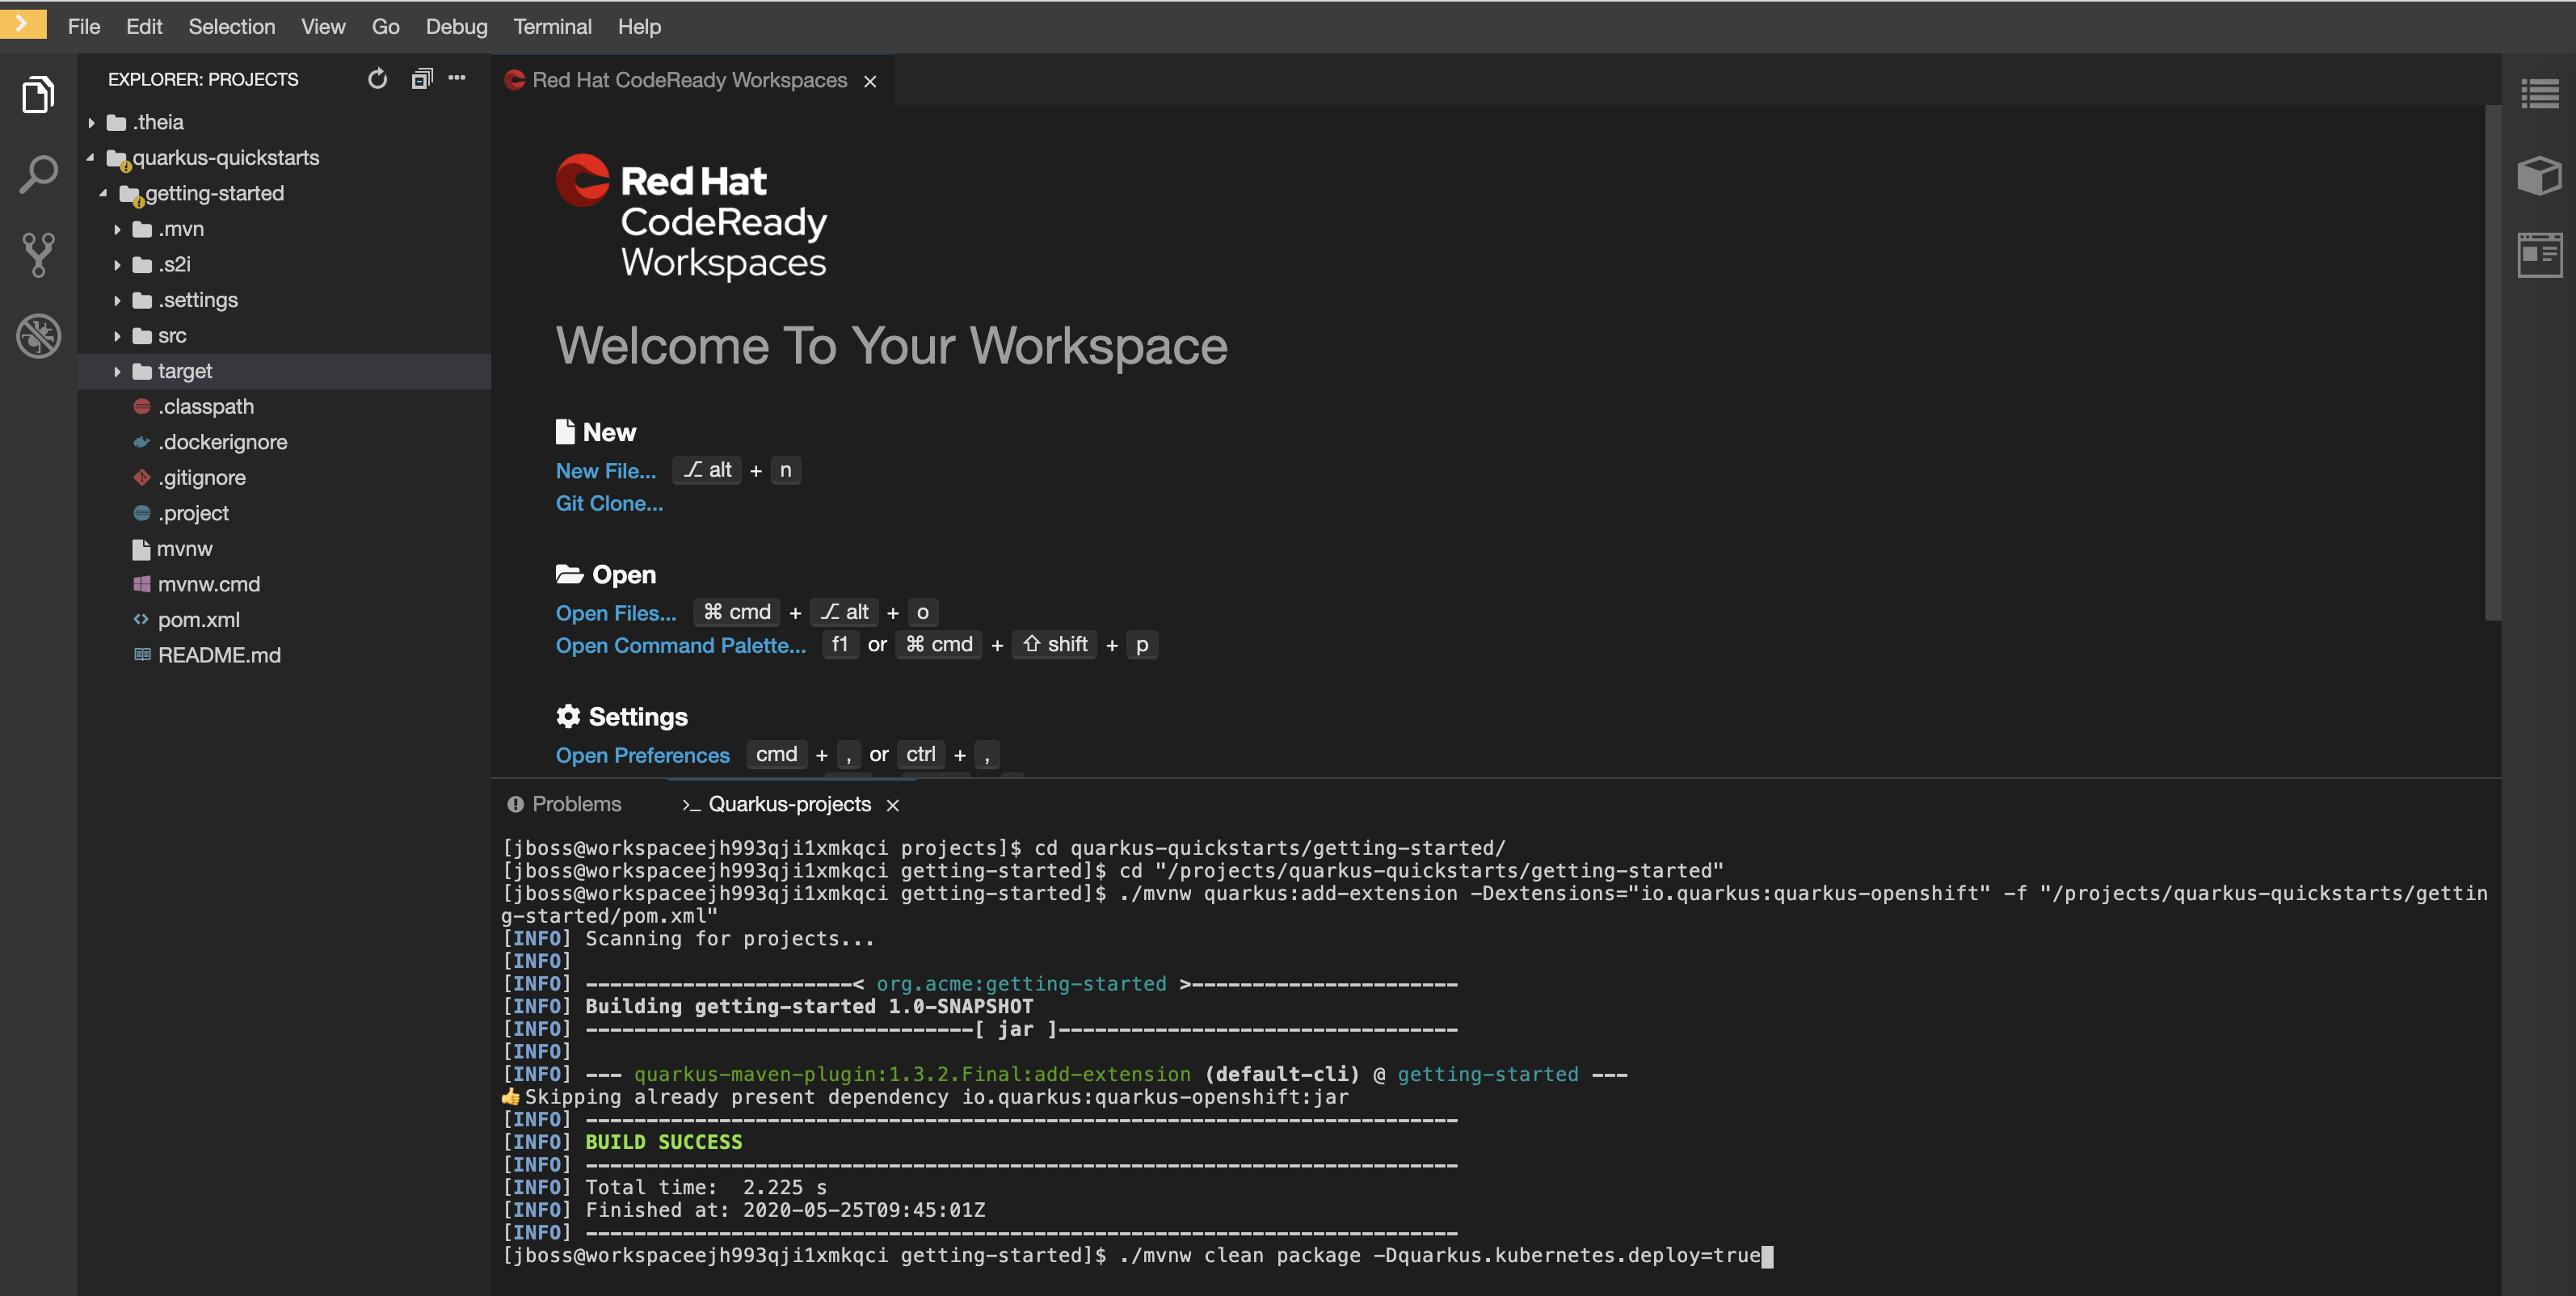 File Edit Selection View Go Debug Terminal Help
EXPLORER: PROJECTS
.theia
quarkus-quickstarts
getting-started
.mvn
.s2i
.settings
src
target
.classpath
.dockerignore
.gitignore
.project
mvnw
mvnw.cmd
pom.xml
README.md
Red Hat CodeReady Workspaces
Red Hat
CodeReady
Workspaces
Welcome To Your Workspace
New
New File... ⌥ alt + n
Git Clone...
Open
Open Files... ⌘ cmd + ⌥ alt + o
Open Command Palette... f1 or ⌘ cmd + ⇧ shift + p
Settings
Open Preferences cmd + , or ctrl + ,
Problems >_ Quarkus-projects
[jboss@workspaceejh993qji1xmkqci projects]$ cd quarkus-quickstarts/getting-started/
[jboss@workspaceejh993qji1xmkqci getting-started]$ cd "/projects/quarkus-quickstarts/getting-started"
[jboss@workspaceejh993qji1xmkqci getting-started]$ ./mvnw quarkus:add-extension -Dextensions="io.quarkus:quarkus-openshift" -f "/projects/quarkus-quickstarts/gettin
g-started/pom.xml"
[INFO] Scanning for projects...
[INFO]
[INFO] ----------------------< org.acme:getting-started >----------------------
[INFO] Building getting-started 1.0-SNAPSHOT
[INFO] --------------------------------[ jar ]---------------------------------
[INFO]
[INFO] --- quarkus-maven-plugin:1.3.2.Final:add-extension (default-cli) @ getting-started ---
👍 Skipping already present dependency io.quarkus:quarkus-openshift:jar
[INFO] ------------------------------------------------------------------------
[INFO] BUILD SUCCESS
[INFO] ------------------------------------------------------------------------
[INFO] Total time:  2.225 s
[INFO] Finished at: 2020-05-25T09:45:01Z
[INFO] ------------------------------------------------------------------------
[jboss@workspaceejh993qji1xmkqci getting-started]$ ./mvnw clean package -Dquarkus.kubernetes.deploy=true